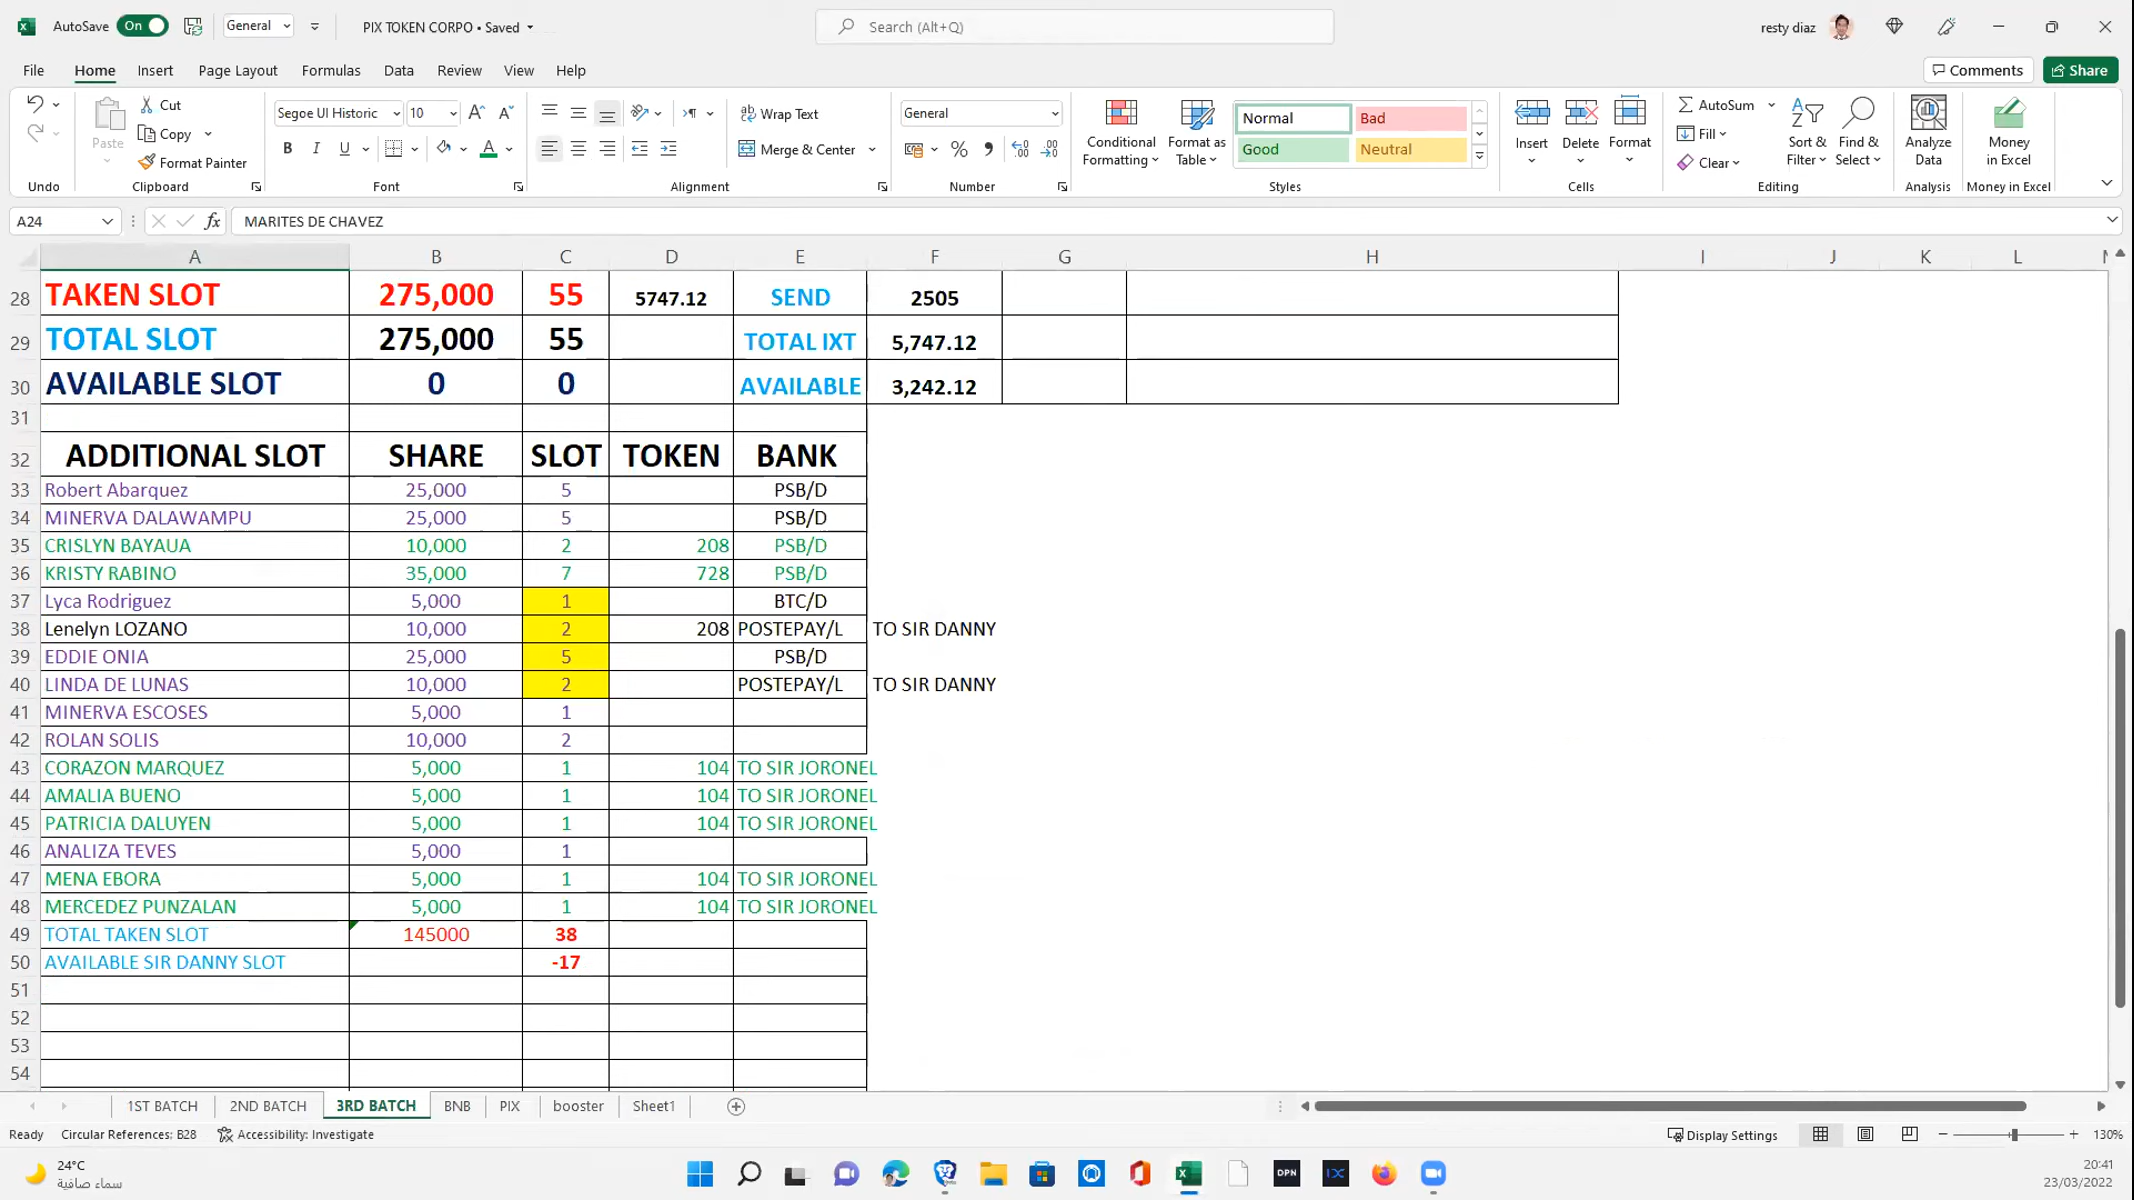 AutoSave On General PIX TOKEN CORPO • Saved Search (Alt+Q) resty diaz
File Home Insert Page Layout Formulas Data Review View Help Comments Share
Paste Cut Copy Format Painter
Segoe UI Historic 10 B I U A
Wrap Text Merge & Center
General % 9
Conditional Formatting Format as Table
Normal Bad Good Neutral
Insert Delete Format
AutoSum Fill Clear Sort & Filter Find & Select
Analyze Data Money in Excel
Undo Clipboard Font Alignment Number Styles Cells Editing Analysis Money in Excel
A24 fx MARITES DE CHAVEZ
A B C D E F G H I J K L
28 TAKEN SLOT 275,000 55 5747.12 SEND 2505
29 TOTAL SLOT 275,000 55 TOTAL IXT 5,747.12
30 AVAILABLE SLOT 0 0 AVAILABLE 3,242.12
31
32 ADDITIONAL SLOT SHARE SLOT TOKEN BANK
33 Robert Abarquez 25,000 5 PSB/D
34 MINERVA DALAWAMPU 25,000 5 PSB/D
35 CRISLYN BAYAUA 10,000 2 208 PSB/D
36 KRISTY RABINO 35,000 7 728 PSB/D
37 Lyca Rodriguez 5,000 1 BTC/D
38 Lenelyn LOZANO 10,000 2 208 POSTEPAY/L TO SIR DANNY
39 EDDIE ONIA 25,000 5 PSB/D
40 LINDA DE LUNAS 10,000 2 POSTEPAY/L TO SIR DANNY
41 MINERVA ESCOSES 5,000 1
42 ROLAN SOLIS 10,000 2
43 CORAZON MARQUEZ 5,000 1 104 TO SIR JORONEL
44 AMALIA BUENO 5,000 1 104 TO SIR JORONEL
45 PATRICIA DALUYEN 5,000 1 104 TO SIR JORONEL
46 ANALIZA TEVES 5,000 1
47 MENA EBORA 5,000 1 104 TO SIR JORONEL
48 MERCEDEZ PUNZALAN 5,000 1 104 TO SIR JORONEL
49 TOTAL TAKEN SLOT 145000 38
50 AVAILABLE SIR DANNY SLOT -17
51
52
53
54
1ST BATCH 2ND BATCH 3RD BATCH BNB PIX booster Sheet1
Ready Circular References: B28 Accessibility: Investigate Display Settings 130%
24°C
سماء صافية
DPN IX
20:41
23/03/2022